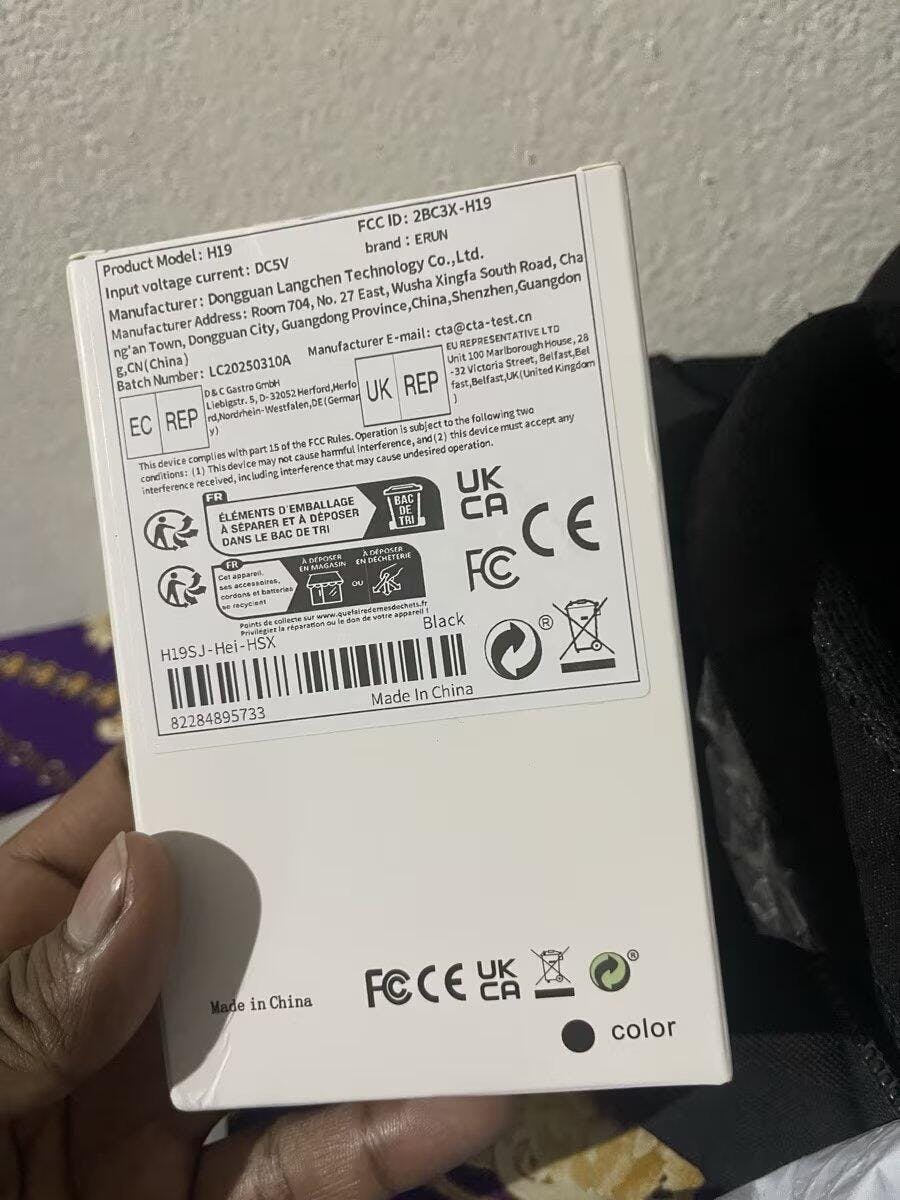 Product Model: H19
FCC ID: 2BC3X-H19
Input voltage current: DC5V
brand : ERUN
Manufacturer: Dongguan Langchen Technology Co.,Ltd.
Manufacturer Address: Room 704, No. 27 East, Wusha Xingfa South Road, Cha
ng'an Town, Dongguan City, Guangdong Province,China,Shenzhen,Guangdon
g,CN(China)
Manufacturer E-mail: cta@cta-test.cn
Batch Number: LC20250310A
EC REP
D & C Gastro GmbH
Liebigstr. 5, D-32052 Herford,Herfo
rd,Nordrhein-Westfalen,DE(German
y)
UK REP
EU REPRESENTATIVE LTD
Unit 100 Marlborough House, 28
-32 Victoria Street, Belfast,Bel
fast,Belfast,UK(United Kingdom
)
This device complies with part 15 of the FCC Rules. Operation is subject to the following two
conditions: (1) This device may not cause harmful interference, and (2) this device must accept any
interference received, including interference that may cause undesired operation.
FR
ÉLÉMENTS D'EMBALLAGE
À SÉPARER ET À DÉPOSER
DANS LE BAC DE TRI
BAC
DE
TRI
UK
CA
CE
FC
FR
Cet appareil,
ses accessoires,
cordons et batteries
se recyclent
À DÉPOSER
EN MAGASIN
OU
À DÉPOSER
EN DÉCHÈTERIE
Points de collecte sur www.quefairedemesdechets.fr
Privilégiez la réparation ou le don de votre appareil !
H19SJ-Hei-HSX
Black
®
82284895733
Made In China
Made in China
FC CE UK
CA
®
color